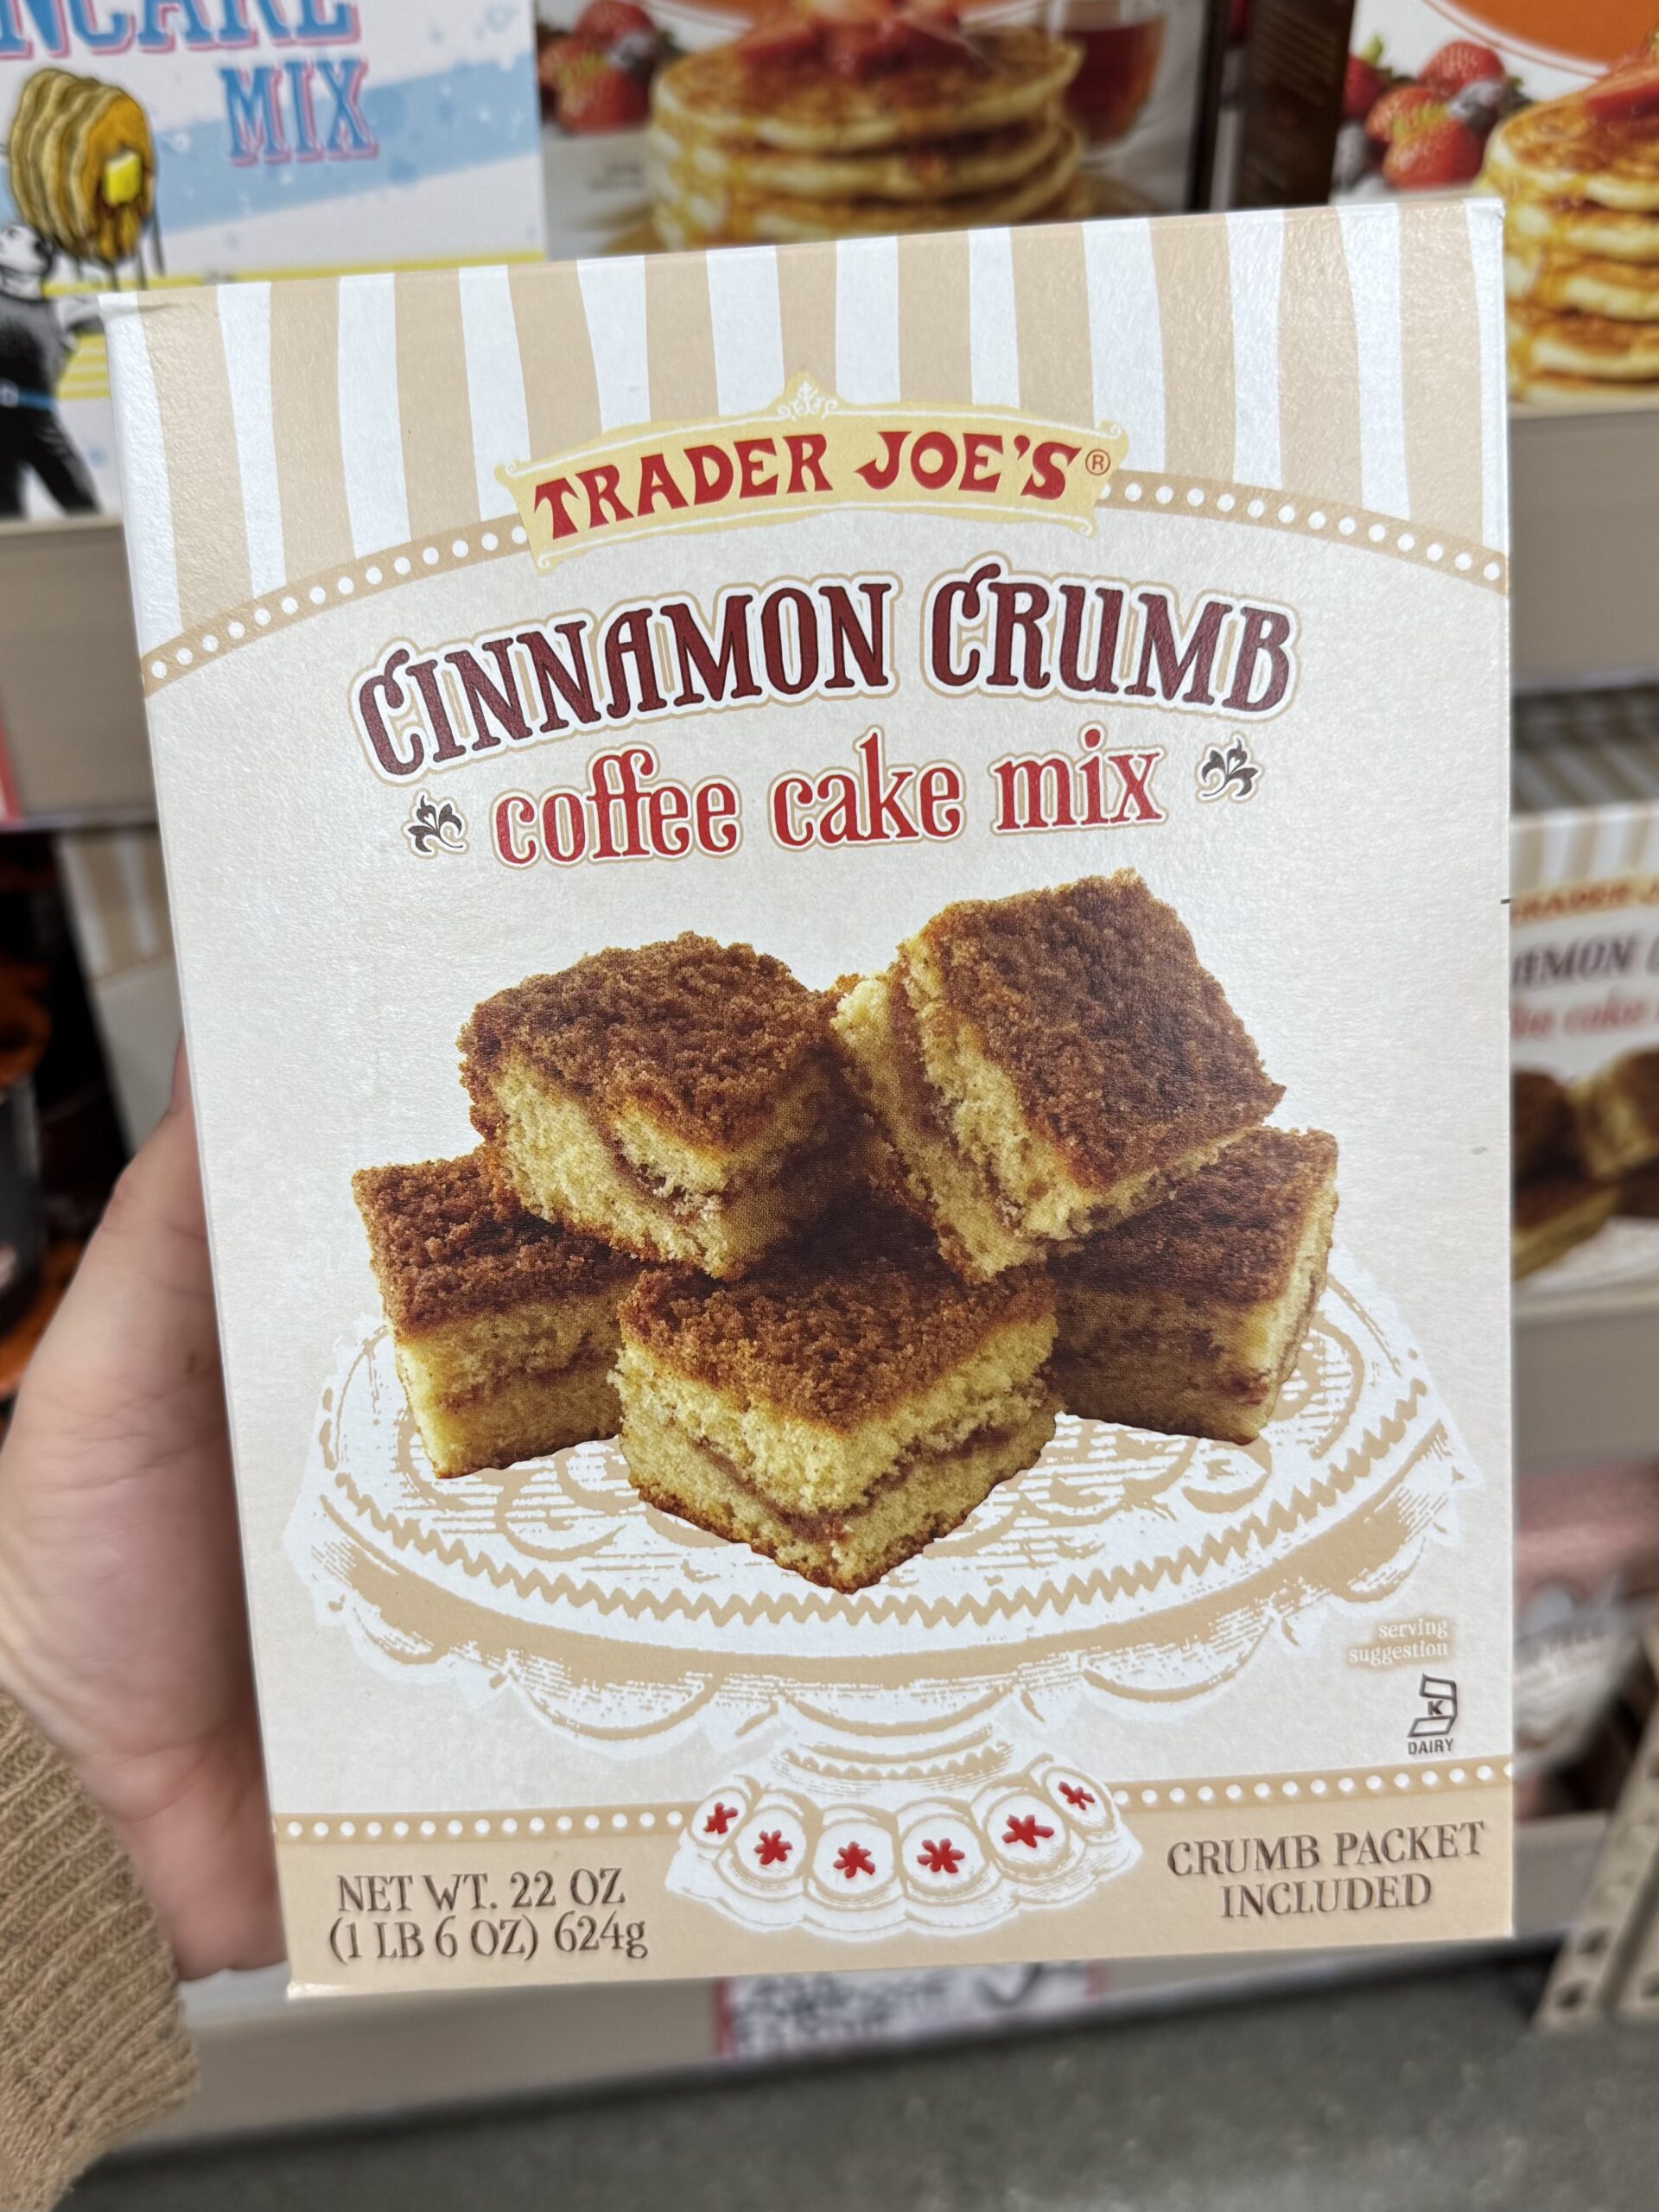 MIX
TRADER JOE'S®
CINNAMON CRUMB
coffee cake mix
serving
suggestion
K
DAIRY
NET WT. 22 OZ
(1 LB 6 OZ) 624g
CRUMB PACKET
INCLUDED